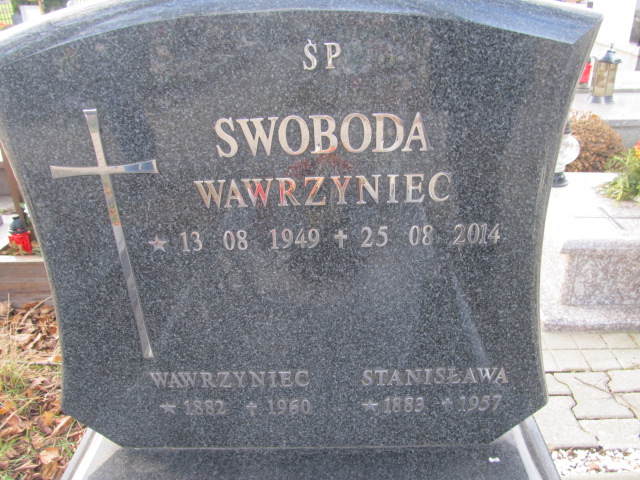 ŚP
SWOBODA
WAWRZYNIEC
* 13 08 1949 + 25 08 2014
WAWRZYNIEC STANISŁAWA
* 1882 + 1960 * 1883 + 1957